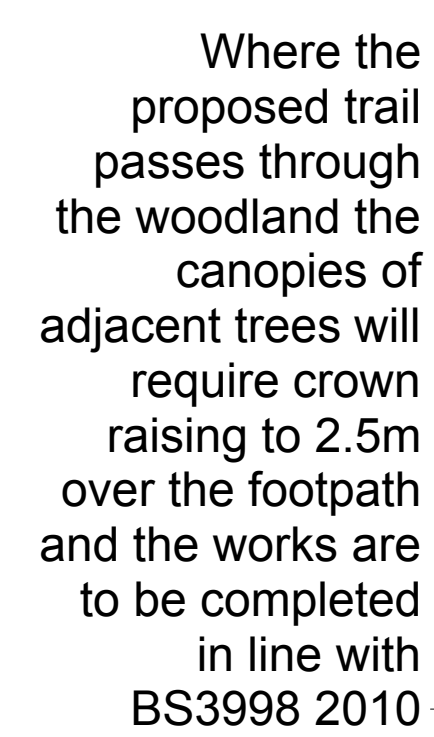 Where the
proposed trail
passes through
the woodland the
canopies of
adjacent trees will
require crown
raising to 2.5m
over the footpath
and the works are
to be completed
in line with
BS3998 2010